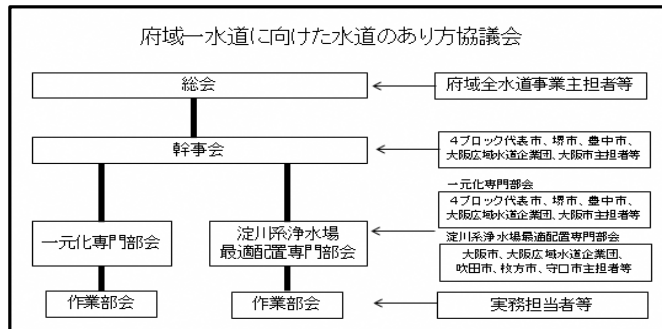 府域一水道に向けた水道のあり方協議会
総会
府域全水道事業主担者等
幹事会
4ブロック代表市、堺市、豊中市、
大阪広域水道企業団、大阪市主担者等
一元化専門部会
4ブロック代表市、堺市、豊中市、
大阪広域水道企業団、大阪市主担者等
一元化専門部会
淀川系浄水場
最適配置専門部会
淀川系浄水場最適配置専門部会
大阪市、大阪広域水道企業団、
吹田市、枚方市、守口市主担者等
作業部会
作業部会
実務担当者等